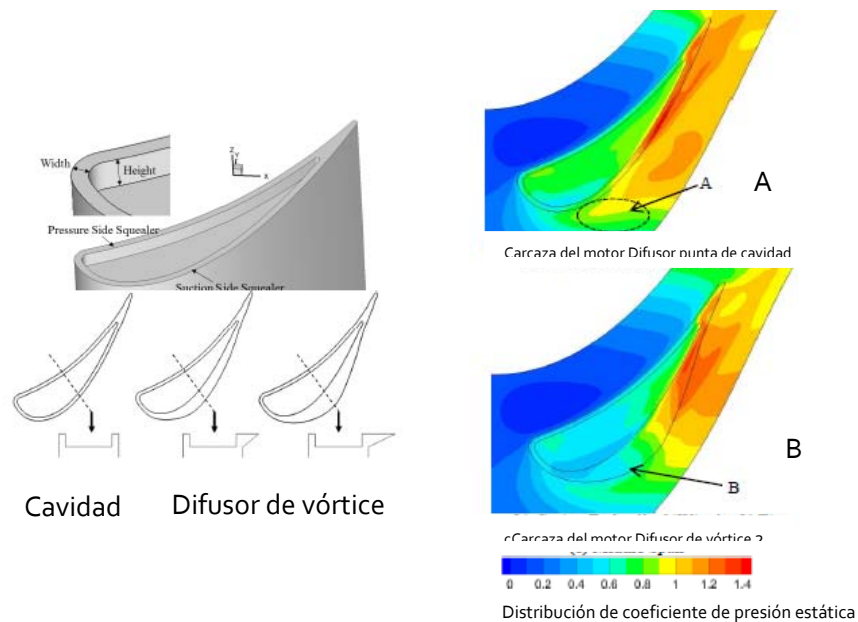 Width
Height
Z
Y
X
Pressure Side Squealer
Suction Side Squealer
Cavidad
Difusor de vórtice
A
A
Carcaza del motor Difusor punta de cavidad
B
B
cCarcaza del motor Difusor de vórtice 2
0 0.2 0.4 0.6 0.8 1 1.2 1.4
Distribución de coeficiente de presión estática